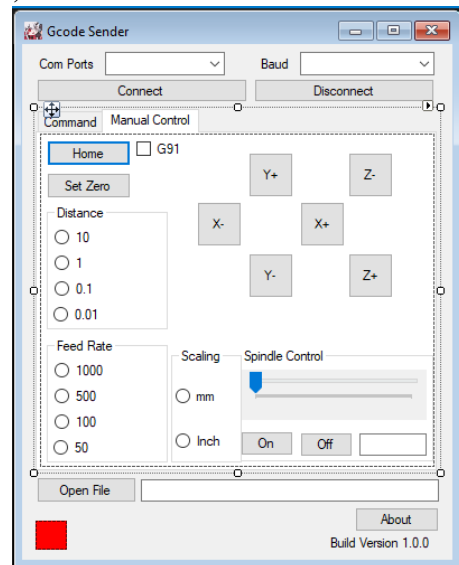 Gcode Sender
Com Ports Baud
Connect Disconnect
Command Manual Control
Home G91
Y+ Z-
Set Zero
Distance
X- X+
10
1
Y- Z+
0.1
0.01
Feed Rate Scaling Spindle Control
1000
500 mm
100
50 Inch On Off
Open File
About
Build Version 1.0.0